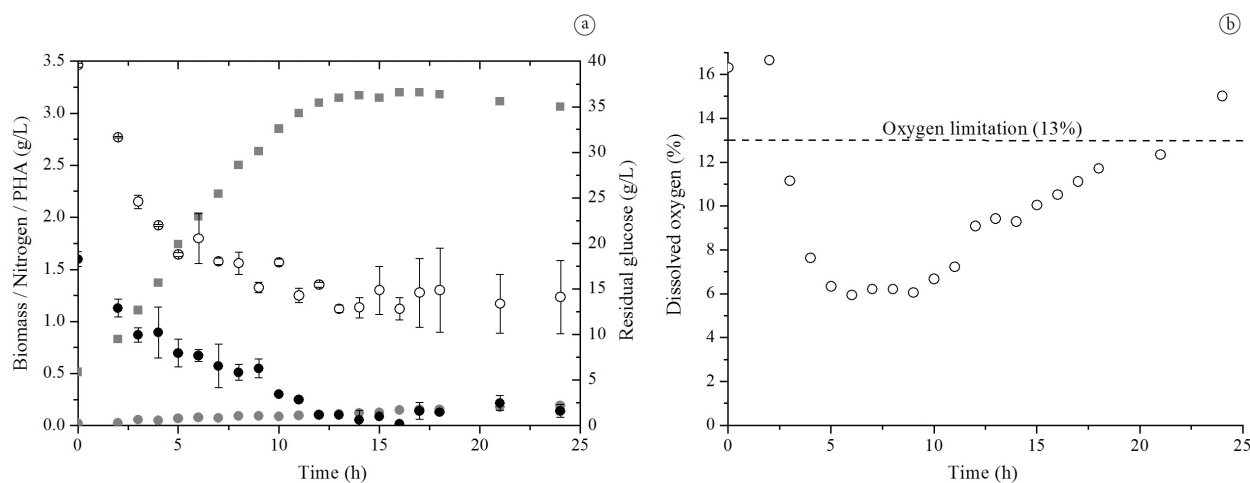 a
3.5
3.0
2.5
2.0
1.5
1.0
0.5
0.0
Biomass / Nitrogen / PHA (g/L)
40
35
30
25
20
15
10
5
0
Residual glucose (g/L)
0 5 10 15 20 25
Time (h)
b
16
14
12
10
8
6
4
2
0
Dissolved oxygen (%)
Oxygen limitation (13%)
0 5 10 15 20 25
Time (h)